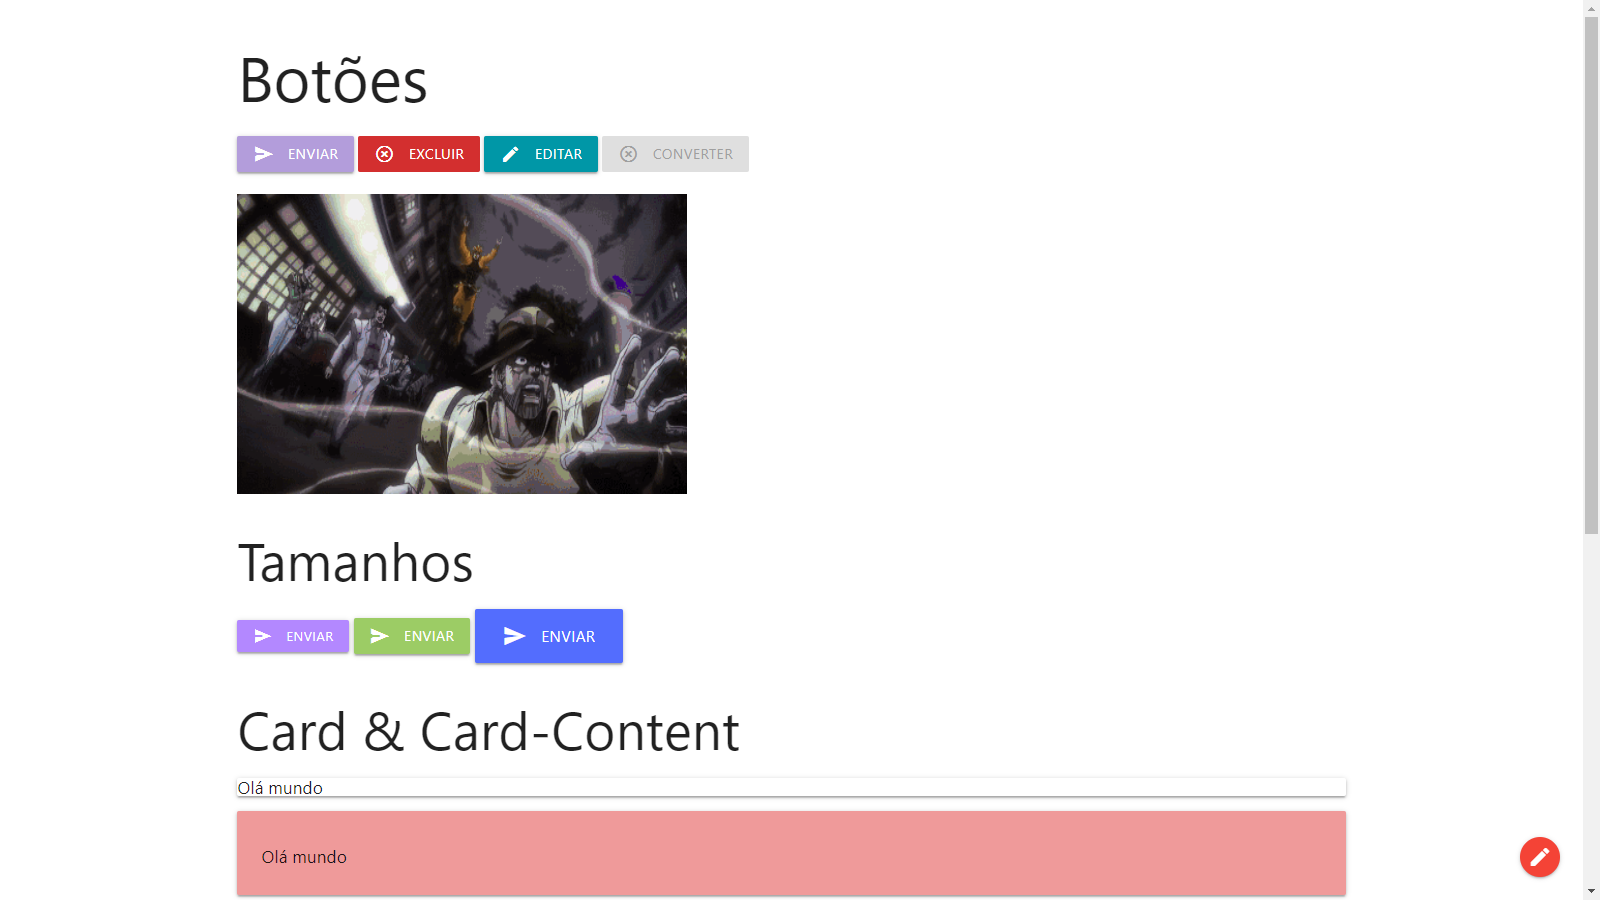 Botões
ENVIAR EXCLUIR EDITAR CONVERTER
Tamanhos
ENVIAR ENVIAR ENVIAR
Card & Card-Content
Olá mundo
Olá mundo